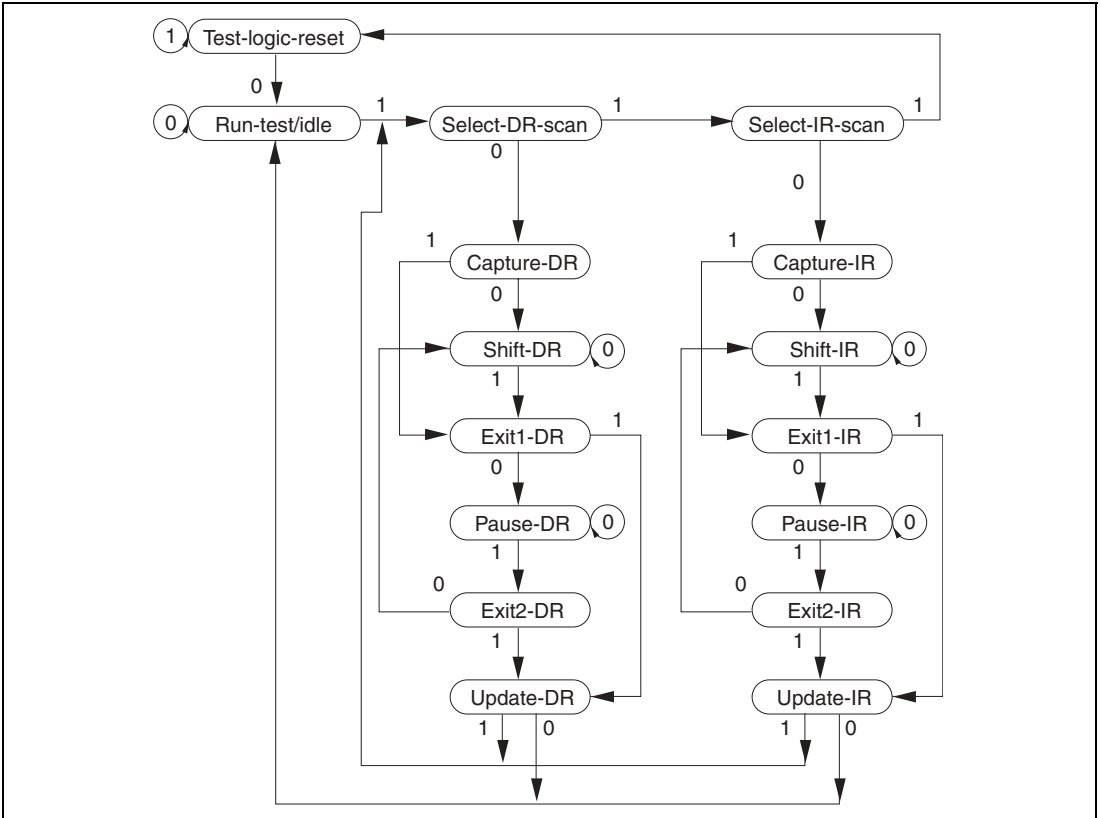 1 Test-logic-reset
0
0 Run-test/idle 1 Select-DR-scan 1 Select-IR-scan 1
0 0
1 Capture-DR 1 Capture-IR
0 0
Shift-DR 0 Shift-IR 0
1 1
Exit1-DR 1 Exit1-IR 1
0 0
Pause-DR 0 Pause-IR 0
1 1
0 Exit2-DR 0 Exit2-IR
1 1
Update-DR Update-IR
1 0 1 0